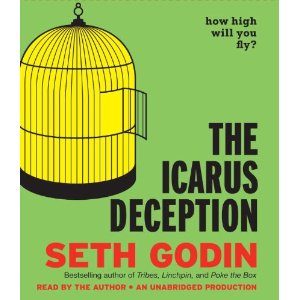 how high
will you
fly?
THE
ICARUS
DECEPTION
SETH GODIN
Bestselling author of Tribes, Linchpin, and Poke the Box
READ BY THE AUTHOR • AN UNABRIDGED PRODUCTION